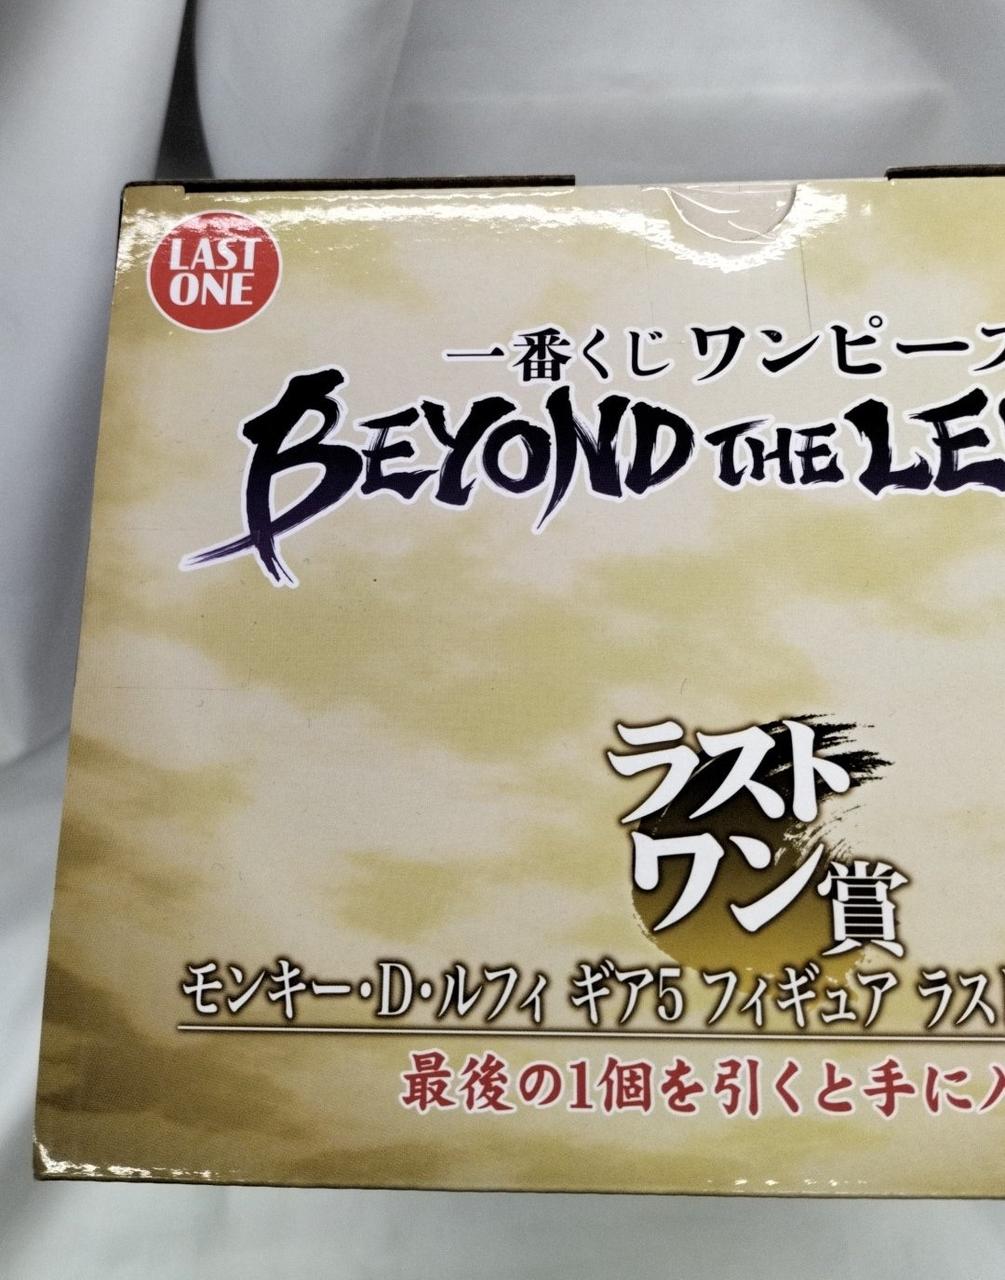 LAST
ONE
一番くじ ワンピース
BEYOND THE LE
ラスト
ワン賞
モンキー・D・ルフィ ギア5 フィギュア ラス
最後の1個を引くと手に